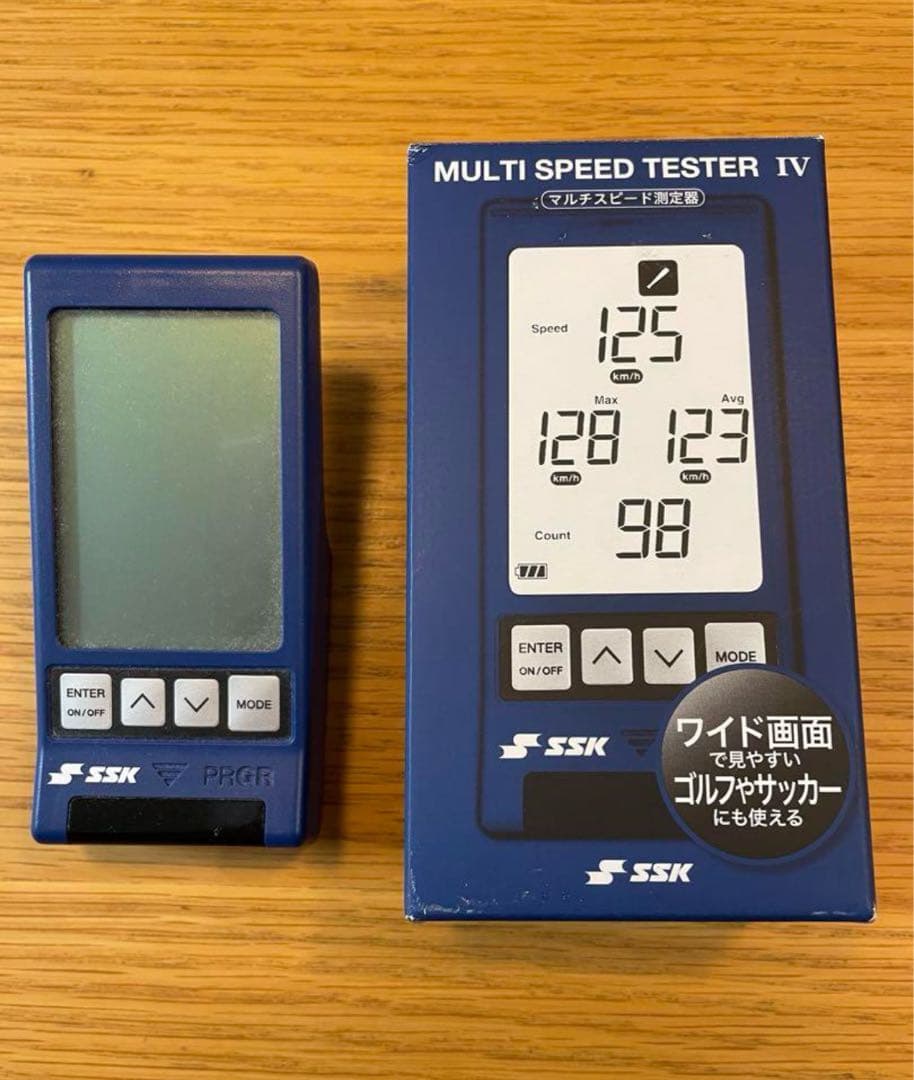 MULTI SPEED TESTER IV
マルチスピード測定器
Speed
125
km/h
Max
Avg
128
123
km/h
km/h
Count
98
ENTER
ON/OFF
MODE
SSK
ワイド画面
で見やすい
ゴルフやサッカー
にも使える
SSK
ENTER
ON/OFF
MODE
SSK
PRGR